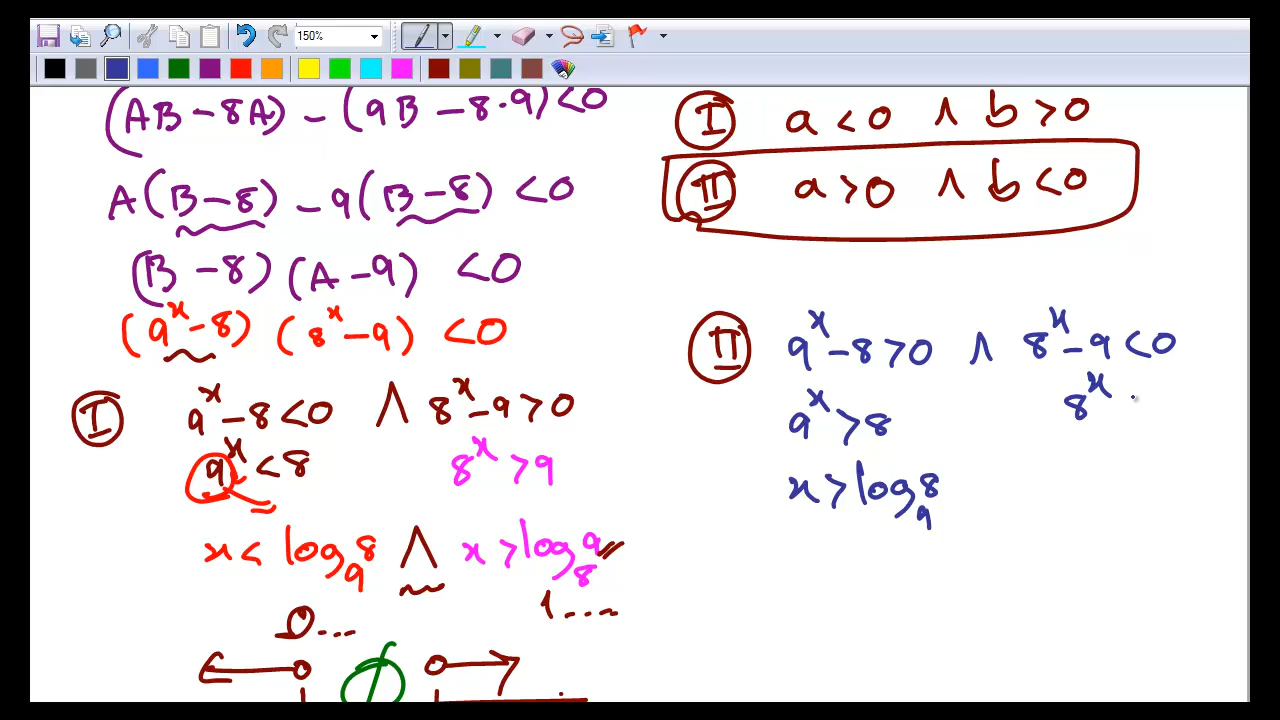 150%
(AB-8A) - (9B-8·9)<0
A(B-8) - 9(B-8)<0
(B-8)(A-9) <0
(9^x-8) (8^x-9) <0
I 9^x-8<0 ∧ 8^x-9>0
9^x<8 8^x>9
x<log_9 8 ∧ x>log_8 9
0... 1....
∅
I a<0 ∧ b>0
II a>0 ∧ b<0
II 9^x-8>0 ∧ 8^x-9<0
9^x>8 8^x
x>log_9 8